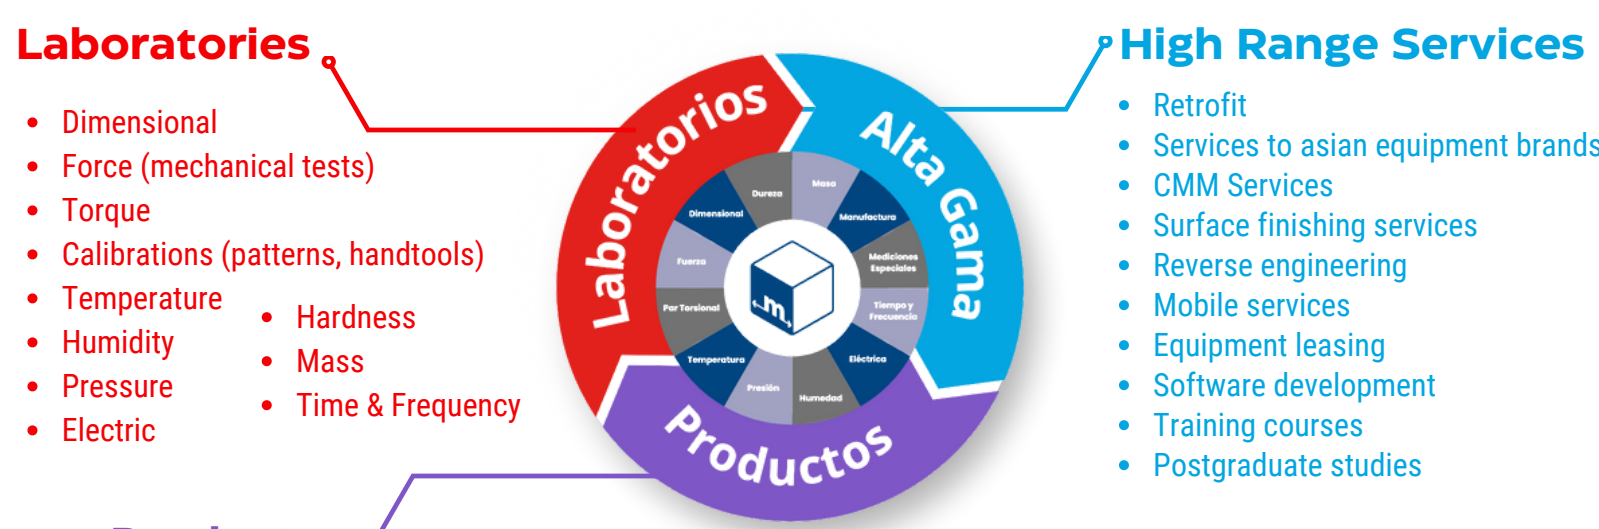 Laboratories
Dimensional
Force (mechanical tests)
Torque
Calibrations (patterns, handtools)
Temperature
Humidity
Pressure
Electric
Hardness
Mass
Time & Frequency
Laboratorios
Alta Gama
Productos
Dureza
Masa
Manufactura
Mediciones
Especiales
Tiempo y
Frecuencia
Eléctrica
Humedad
Presión
Temperatura
Par Torsional
Fuerza
Dimensional
m
High Range Services
Retrofit
Services to asian equipment brands
CMM Services
Surface finishing services
Reverse engineering
Mobile services
Equipment leasing
Software development
Training courses
Postgraduate studies